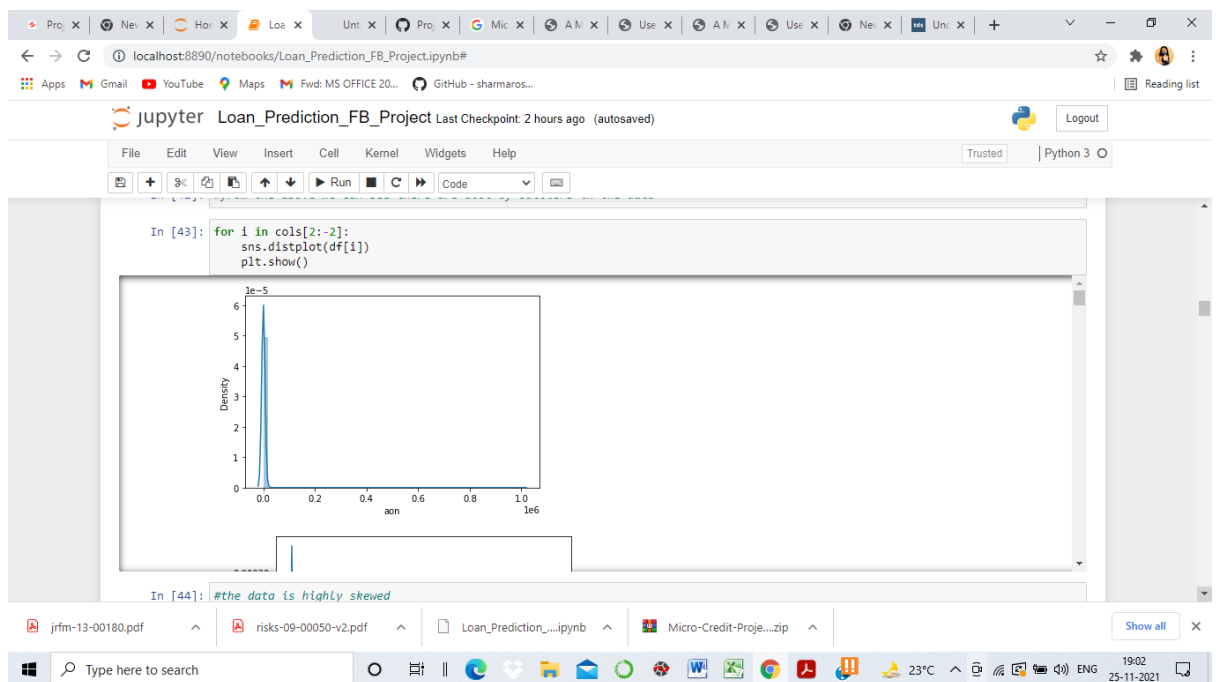 Proj
Nev
Hor
Loa
Unt
Proj
Mic
A M
Use
A M
Use
Nev
tds Unc
localhost:8890/notebooks/Loan_Prediction_FB_Project.ipynb#
Apps
Gmail
YouTube
Maps
Fwd: MS OFFICE 20...
GitHub - sharmaros...
Reading list
jupyter Loan_Prediction_FB_Project Last Checkpoint: 2 hours ago (autosaved)
Logout
File Edit View Insert Cell Kernel Widgets Help
Trusted
Python 3
Run
Code
In [43]: for i in cols[2:-2]:
sns.distplot(df[i])
plt.show()
1e-5
6
5
4
Density
3
2
1
0
0.0 0.2 0.4 0.6 0.8 1.0
aon
1e6
In [44]: #the data is highly skewed
jrfm-13-00180.pdf
risks-09-00050-v2.pdf
Loan_Prediction_....ipynb
Micro-Credit-Proje....zip
Show all
Type here to search
23°C
ENG
19:02
25-11-2021